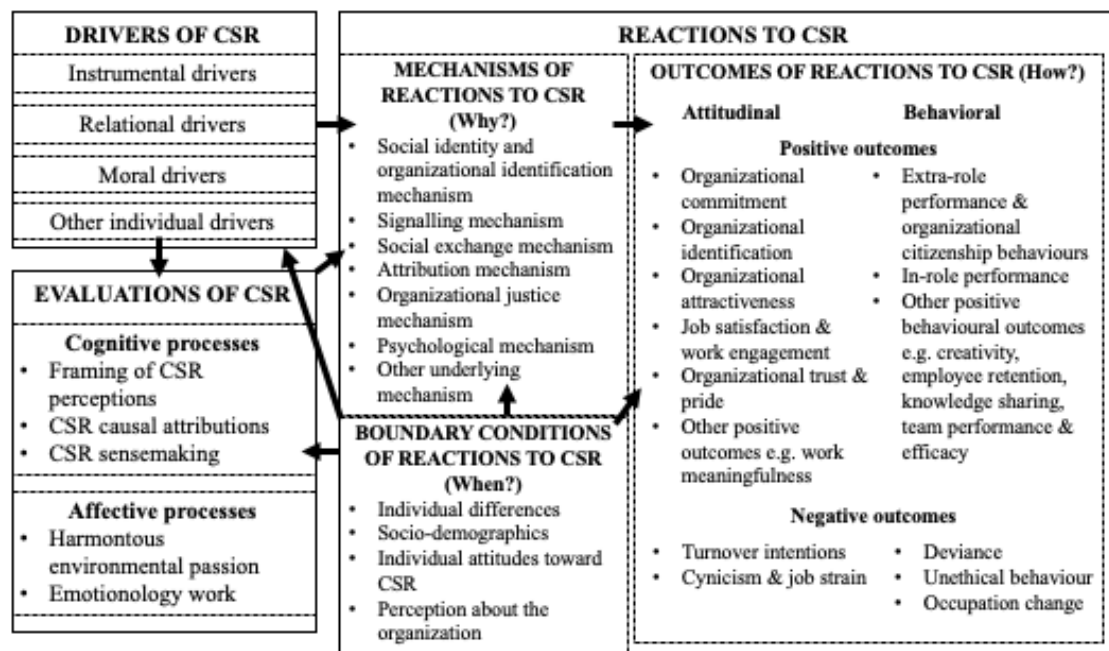 DRIVERS OF CSR
Instrumental drivers
Relational drivers
Moral drivers
Other individual drivers
EVALUATIONS OF CSR
Cognitive processes
• Framing of CSR
perceptions
• CSR causal attributions
• CSR sensemaking
Affective processes
• Harmontous
environmental passion
• Emotionology work
REACTIONS TO CSR
MECHANISMS OF
REACTIONS TO CSR
(Why?)
• Social identity and
organizational identification
mechanism
• Signalling mechanism
• Social exchange mechanism
• Attribution mechanism
• Organizational justice
mechanism
• Psychological mechanism
• Other underlying
mechanism
BOUNDARY CONDITIONS
OF REACTIONS TO CSR
(When?)
• Individual differences
• Socio-demographics
• Individual attitudes toward
CSR
• Perception about the
organization
OUTCOMES OF REACTIONS TO CSR (How?)
Attitudinal
Behavioral
Positive outcomes
• Organizational
commitment
• Organizational
identification
• Organizational
attractiveness
• Job satisfaction &
work engagement
• Organizational trust &
pride
• Other positive
outcomes e.g. work
meaningfulness
• Extra-role
performance &
organizational
citizenship behaviours
• In-role performance
• Other positive
behavioural outcomes
e.g. creativity,
employee retention,
knowledge sharing,
team performance &
efficacy
Negative outcomes
• Turnover intentions
• Cynicism & job strain
• Deviance
• Unethical behaviour
• Occupation change